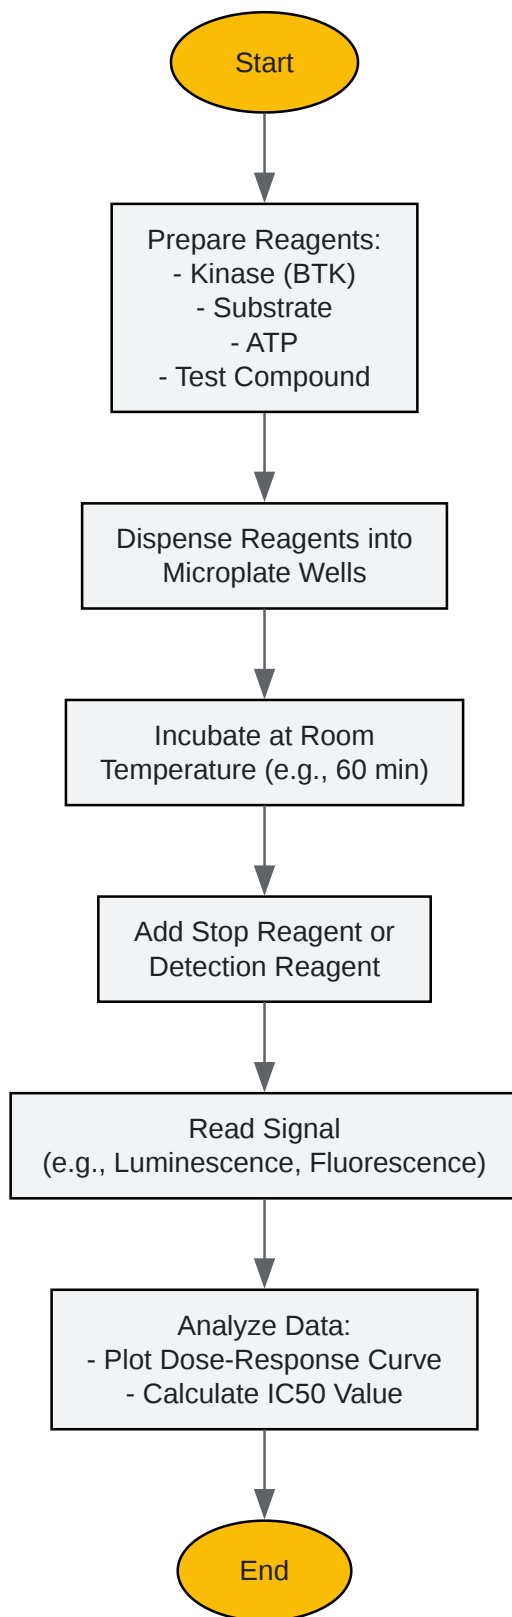 Start
Prepare Reagents:
- Kinase (BTK)
- Substrate
- ATP
- Test Compound
Dispense Reagents into
Microplate Wells
Incubate at Room
Temperature (e.g., 60 min)
Add Stop Reagent or
Detection Reagent
Read Signal
(e.g., Luminescence, Fluorescence)
Analyze Data:
- Plot Dose-Response Curve
- Calculate IC50 Value
End